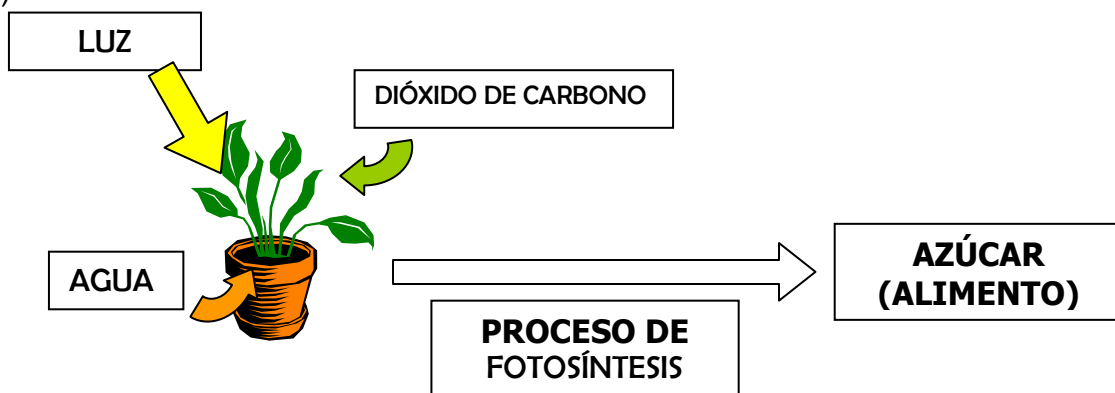 )
LUZ
DIÓXIDO DE CARBONO
AGUA
AZÚCAR
(ALIMENTO)
PROCESO DE
FOTOSÍNTESIS